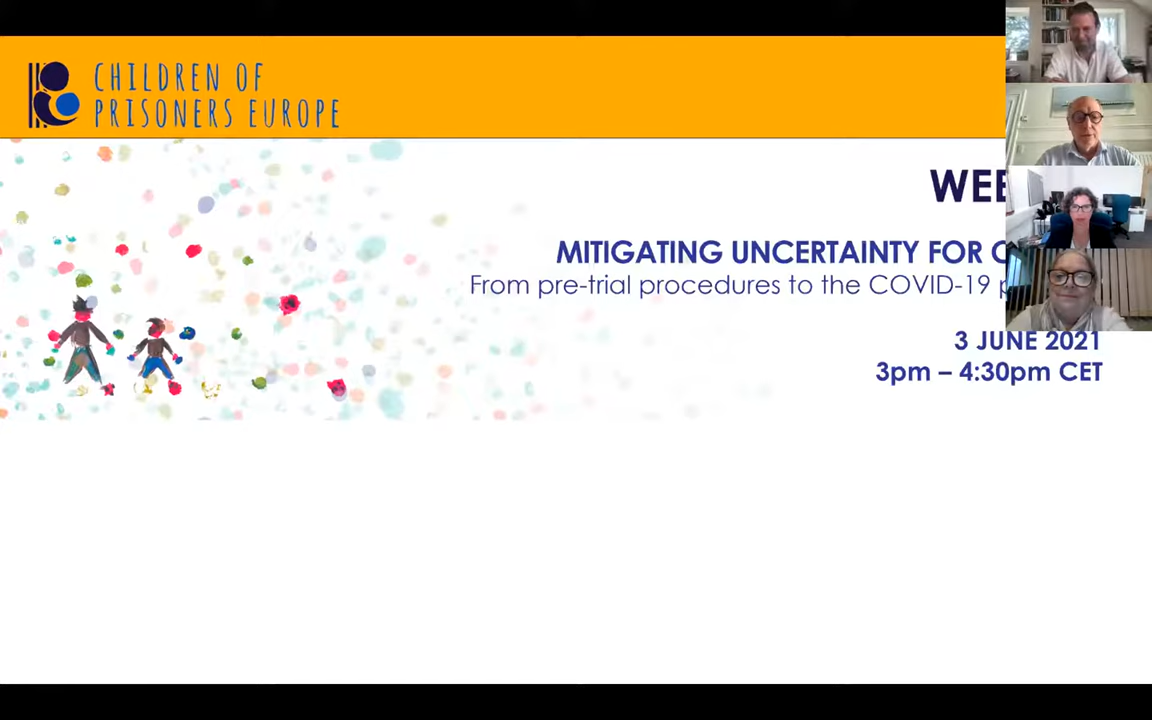 CHILDREN OF
PRISONERS EUROPE
MITIGATING UNCERTAINTY FOR
From pre-trial procedures to the COVID-19
3 JUNE 2021
3pm – 4:30pm CET